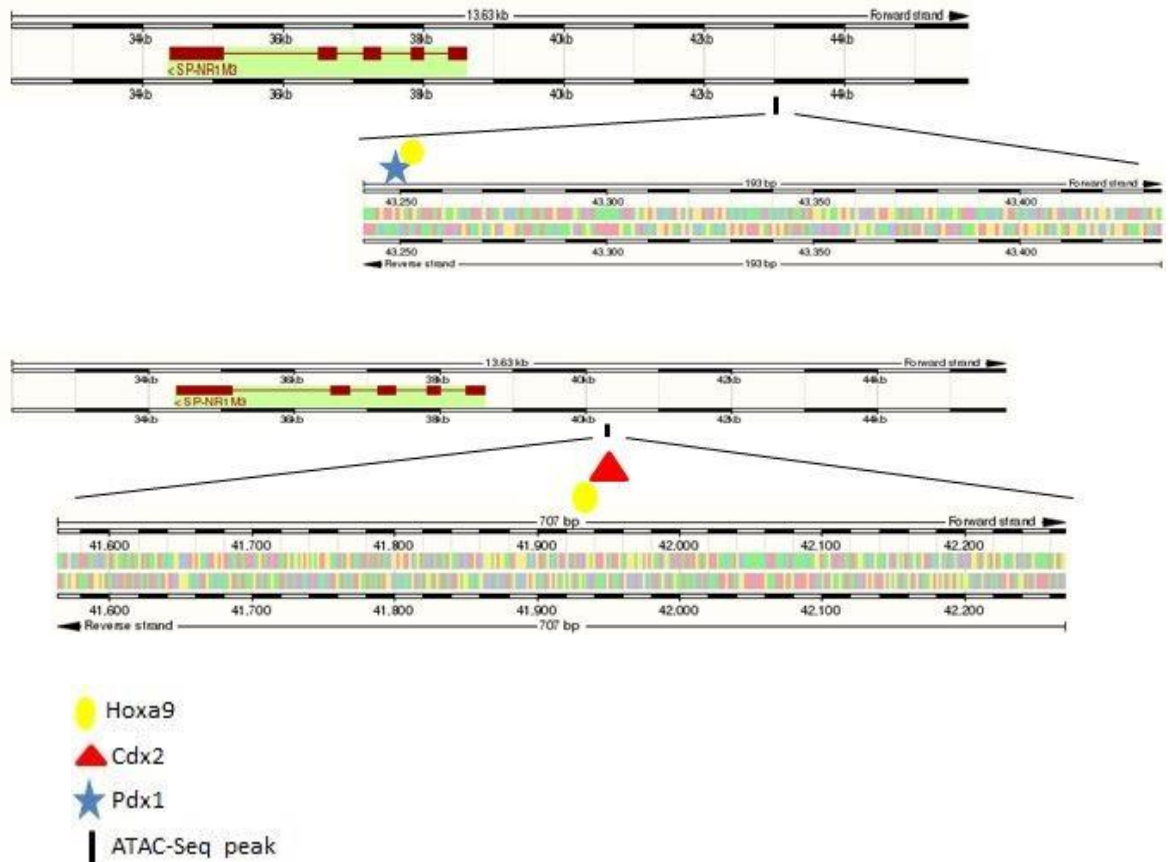 13.63 kb Forward strand
34kb 36kb 38kb 40kb 42kb 44kb
< SP-NR1M3
34kb 36kb 38kb 40kb 42kb 44kb
193 bp Forward strand
43.250 43.300 43.350 43.400
43.250 43.300 43.350 43.400
Reverse strand 193 bp
13.63 kb Forward strand
34kb 36kb 38kb 40kb 42kb 44kb
< SP-NR1M3
34kb 36kb 38kb 40kb 42kb 44kb
707 bp Forward strand
41.600 41.700 41.800 41.900 42.000 42.100 42.200
41.600 41.700 41.800 41.900 42.000 42.100 42.200
Reverse strand 707 bp
Hoxa9
Cdx2
Pdx1
ATAC-Seq peak